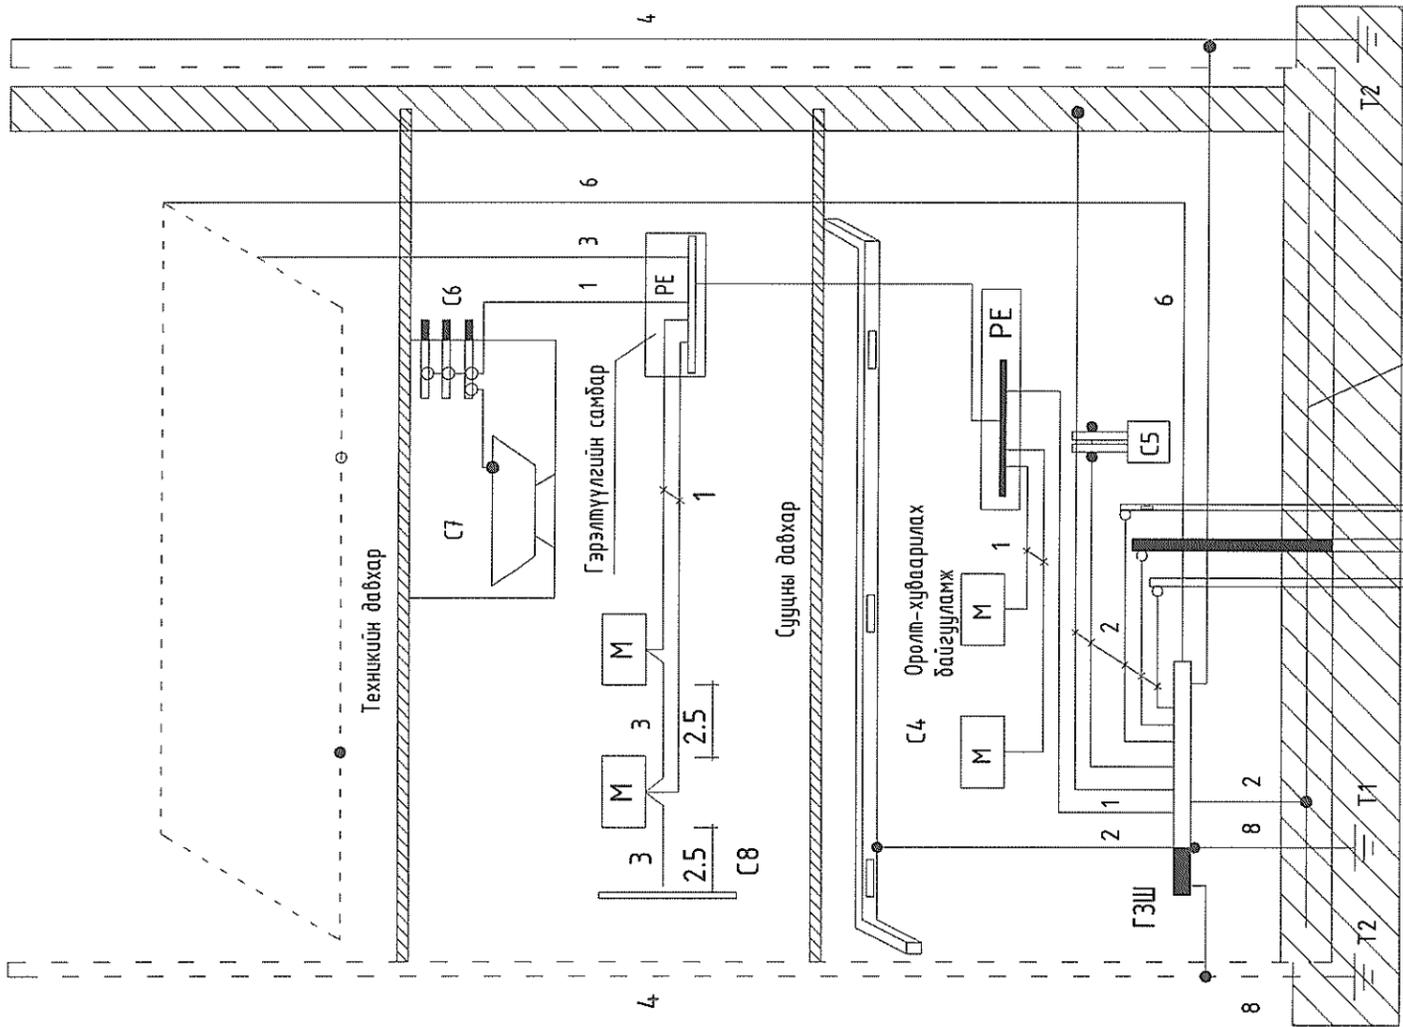 Техникийн давхар
С7
С6
Гэрэлтүүлгийн самбар
1
3
6
М
М
4
3
3
PE
4
2.5
2.5
1
С8
Сууцны давхар
С4
Оролт-хуваарилах
байгууламж
М
М
1
PE
2
1
2
ГЗШ
С5
6
8
8
2
Т2
Т1
Т2